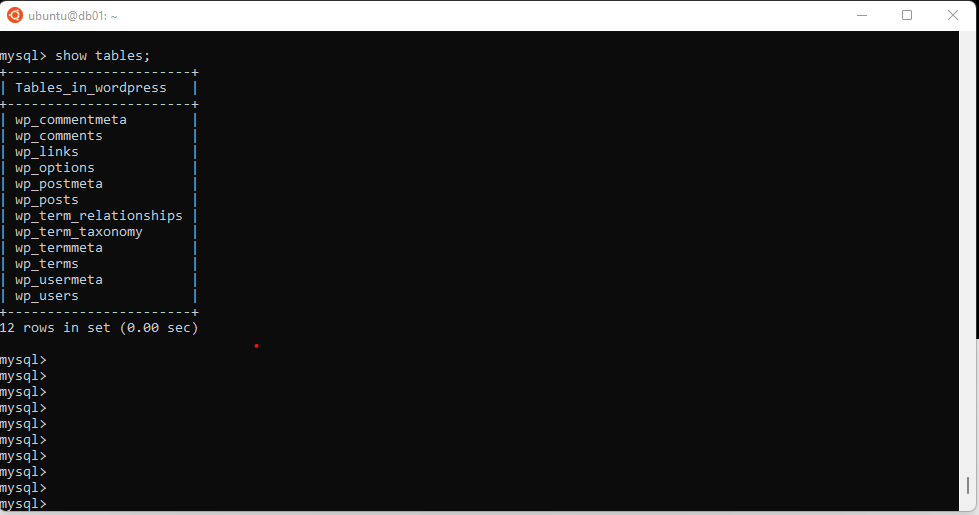 ubuntu@db01: ~
mysql> show tables;
+-----------------------+
| Tables_in_wordpress   |
+-----------------------+
| wp_commentmeta        |
| wp_comments           |
| wp_links              |
| wp_options            |
| wp_postmeta           |
| wp_posts              |
| wp_term_relationships |
| wp_term_taxonomy      |
| wp_termmeta           |
| wp_terms              |
| wp_usermeta           |
| wp_users              |
+-----------------------+
12 rows in set (0.00 sec)
mysql>
mysql>
mysql>
mysql>
mysql>
mysql>
mysql>
mysql>
mysql>
mysql>